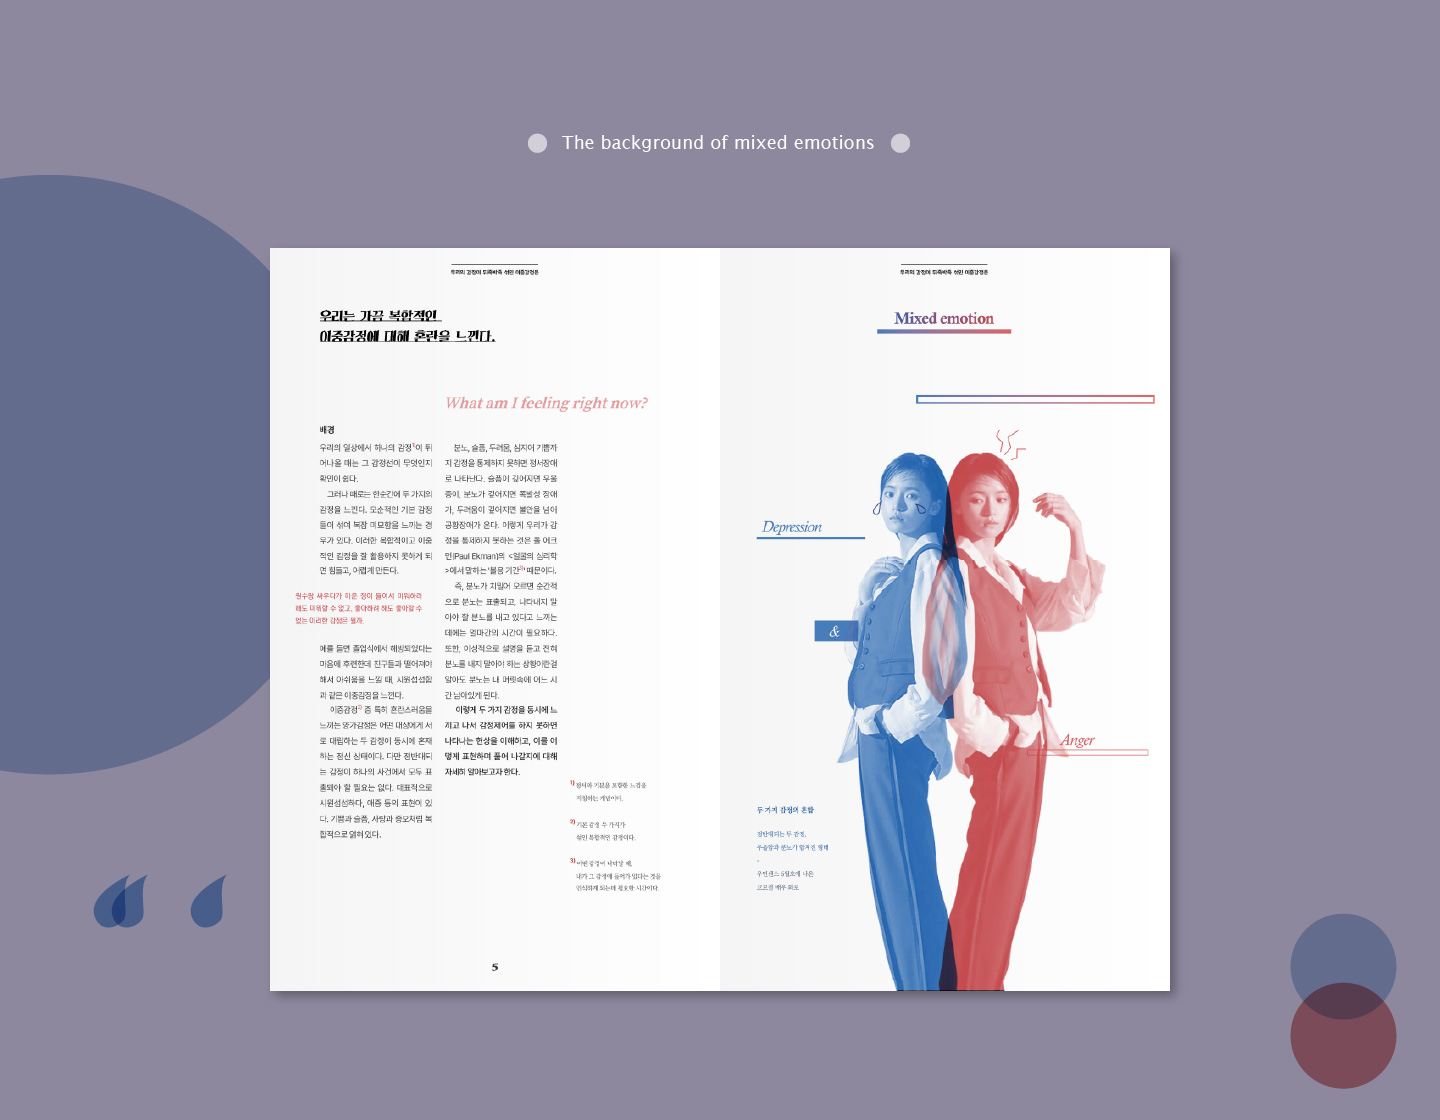 The background of mixed emotions
우리의 감정이 뒤죽박죽 섞인 이중감정은
우리는 가끔 복합적인
이중감정에 대해 혼란을 느낀다.
What am I feeling right now?
배경
우리의 일상에서 하나의 감정1)이 튀
어나올 때는 그 감정선이 무엇인지
확인이 쉽다.
그러나 때로는 한순간에 두 가지의
감정을 느낀다. 모순적인 기본 감정
들이 섞여 복잡 미묘함을 느끼는 경
우가 있다. 이러한 복합적이고 이중
적인 감정을 잘 활용하지 못하게 되
면 힘들고, 어렵게 만든다.
원수랑 싸우다가 미운 정이 들어서 미워하려
해도 미워할 수 없고, 좋아하려 해도 좋아할 수
없는 이러한 감정은 뭘까.
예를 들면 졸업식에서 해방되었다는
마음에 후련한데 친구들과 떨어져야
해서 아쉬움을 느낄 때, 시원섭섭함
과 같은 이중감정을 느낀다.
이중감정2) 중 특히 혼란스러움을
느끼는 양가감정은 어떤 대상에게 서
로 대립하는 두 감정이 동시에 혼재
하는 정신 상태이다. 다만 정반대되
는 감정이 하나의 사건에서 모두 표
출돼야 할 필요는 없다. 대표적으로
시원섭섭하다, 애증 등의 표현이 있
다. 기쁨과 슬픔, 사랑과 증오처럼 복
합적으로 얽혀 있다.
분노, 슬픔, 두려움, 심지어 기쁨까
지 감정을 통제하지 못하면 정서장애
로 나타난다. 슬픔이 깊어지면 우울
증이, 분노가 깊어지면 폭발성 장애
가, 두려움이 깊어지면 불안을 넘어
공황장애가 온다. 이렇게 우리가 감
정을 통제하지 못하는 것은 폴 에크
먼(Paul Ekman)의 <얼굴의 심리학
>에서 말하는 '불응 기간3)' 때문이다.
즉, 분노가 치밀어 오르면 순간적
으로 분노는 표출되고, 나타내지 말
아야 할 분노를 내고 있다고 느끼는
데에는 얼마간의 시간이 필요하다.
또한, 이성적으로 설명을 듣고 전혀
분노를 내지 말아야 하는 상황이란걸
알아도 분노는 내 머릿속에 어느 시
간 남아있게 된다.
이렇게 두 가지 감정을 동시에 느
끼고 나서 감정제어를 하지 못하면
나타나는 현상을 이해하고, 이를 어
떻게 표현하며 풀어 나갈지에 대해
자세히 알아보고자 한다.
1) 정서와 기분을 포함한 느낌을
지칭하는 개념이다.
2) 기본 감정 두 가지가
섞인 복합적인 감정이다.
3) 어떤 감정이 나타날 때,
내가 그 감정에 들어가 있다는 것을
인식하게 되는데 필요한 시간이다.
5
우리의 감정이 뒤죽박죽 섞인 이중감정은
Mixed emotion
Depression
&
Anger
두 가지 감정의 혼합
정반대되는 두 감정,
우울함과 분노가 합쳐진 형태
-
우먼센스 5월호에 나온